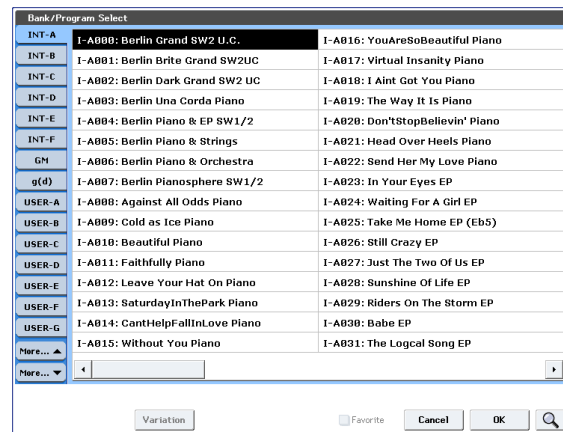 Bank/Program Select
INT-A
INT-B
INT-C
INT-D
INT-E
INT-F
GM
g(d)
USER-A
USER-B
USER-C
USER-D
USER-E
USER-F
USER-G
More...
More...
I-A000: Berlin Grand SW2 U.C.
I-A001: Berlin Brite Grand SW2UC
I-A002: Berlin Dark Grand SW2 UC
I-A003: Berlin Una Corda Piano
I-A004: Berlin Piano & EP SW1/2
I-A005: Berlin Piano & Strings
I-A006: Berlin Piano & Orchestra
I-A007: Berlin Pianosphere SW1/2
I-A008: Against All Odds Piano
I-A009: Cold as Ice Piano
I-A010: Beautiful Piano
I-A011: Faithfully Piano
I-A012: Leave Your Hat On Piano
I-A013: SaturdayInThePark Piano
I-A014: CantHelpFallInLove Piano
I-A015: Without You Piano
I-A016: YouAreSoBeautiful Piano
I-A017: Virtual Insanity Piano
I-A018: I Aint Got You Piano
I-A019: The Way It Is Piano
I-A020: Don'tStopBelievin' Piano
I-A021: Head Over Heels Piano
I-A022: Send Her My Love Piano
I-A023: In Your Eyes EP
I-A024: Waiting For A Girl EP
I-A025: Take Me Home EP (Eb5)
I-A026: Still Crazy EP
I-A027: Just The Two Of Us EP
I-A028: Sunshine Of Life EP
I-A029: Riders On The Storm EP
I-A030: Babe EP
I-A031: The Logcal Song EP
Variation
Favorite
Cancel
OK